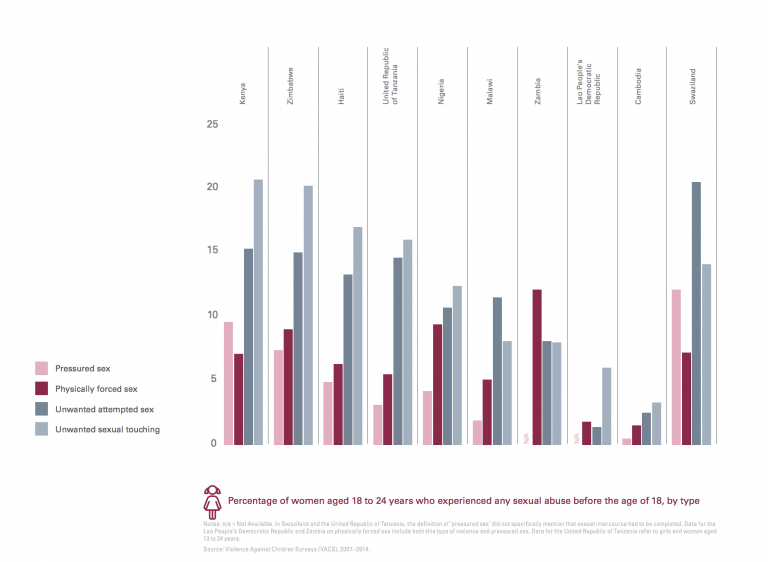 Kenya
Zimbabwe
Haiti
United Republic
of Tanzania
Nigeria
Malawi
Zambia
Lao People's
Democratic
Republic
Cambodia
Swaziland
25
20
15
10
5
0
N/A
N/A
Pressured sex
Physically forced sex
Unwanted attempted sex
Unwanted sexual touching
Percentage of women aged 18 to 24 years who experienced any sexual abuse before the age of 18, by type
Notes: n/a = Not Available. In Swaziland and the United Republic of Tanzania, the definition of 'pressured sex' did not specifically mention that sexual intercourse had to be completed. Data for the
Lao People's Democratic Republic and Zambia on physically forced sex include both this type of violence and pressured sex. Data for the United Republic of Tanzania refer to girls and women aged
13 to 24 years.
Source: Violence Against Children Surveys (VACS), 2007–2014.